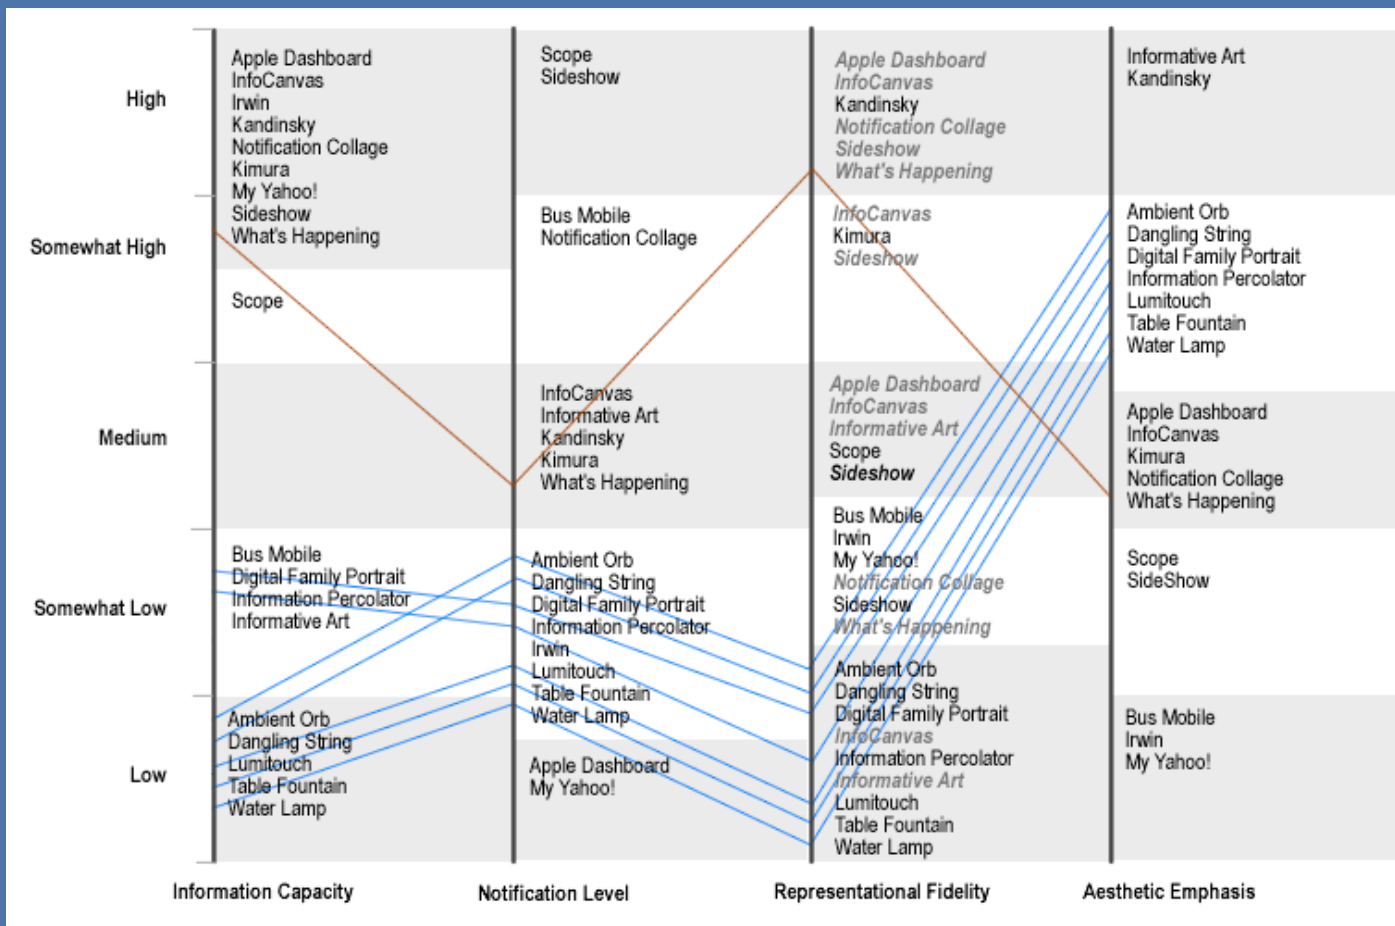 High
Somewhat High
Medium
Somewhat Low
Low
Apple Dashboard
InfoCanvas
Irwin
Kandinsky
Notification Collage
Kimura
My Yahoo!
Sideshow
What's Happening
Scope
Bus Mobile
Digital Family Portrait
Information Percolator
Informative Art
Ambient Orb
Dangling String
Lumitouch
Table Fountain
Water Lamp
Information Capacity
Scope
Sideshow
Bus Mobile
Notification Collage
InfoCanvas
Informative Art
Kandinsky
Kimura
What's Happening
Ambient Orb
Dangling String
Digital Family Portrait
Information Percolator
Irwin
Lumitouch
Table Fountain
Water Lamp
Apple Dashboard
My Yahoo!
Notification Level
Apple Dashboard
InfoCanvas
Kandinsky
Notification Collage
Sideshow
What's Happening
InfoCanvas
Kimura
Sideshow
Apple Dashboard
InfoCanvas
Informative Art
Scope
Sideshow
Bus Mobile
Irwin
My Yahoo!
Notification Collage
Sideshow
What's Happening
Ambient Orb
Dangling String
Digital Family Portrait
InfoCanvas
Information Percolator
Informative Art
Lumitouch
Table Fountain
Water Lamp
Representational Fidelity
Informative Art
Kandinsky
Ambient Orb
Dangling String
Digital Family Portrait
Information Percolator
Lumitouch
Table Fountain
Water Lamp
Apple Dashboard
InfoCanvas
Kimura
Notification Collage
What's Happening
Scope
SideShow
Bus Mobile
Irwin
My Yahoo!
Aesthetic Emphasis